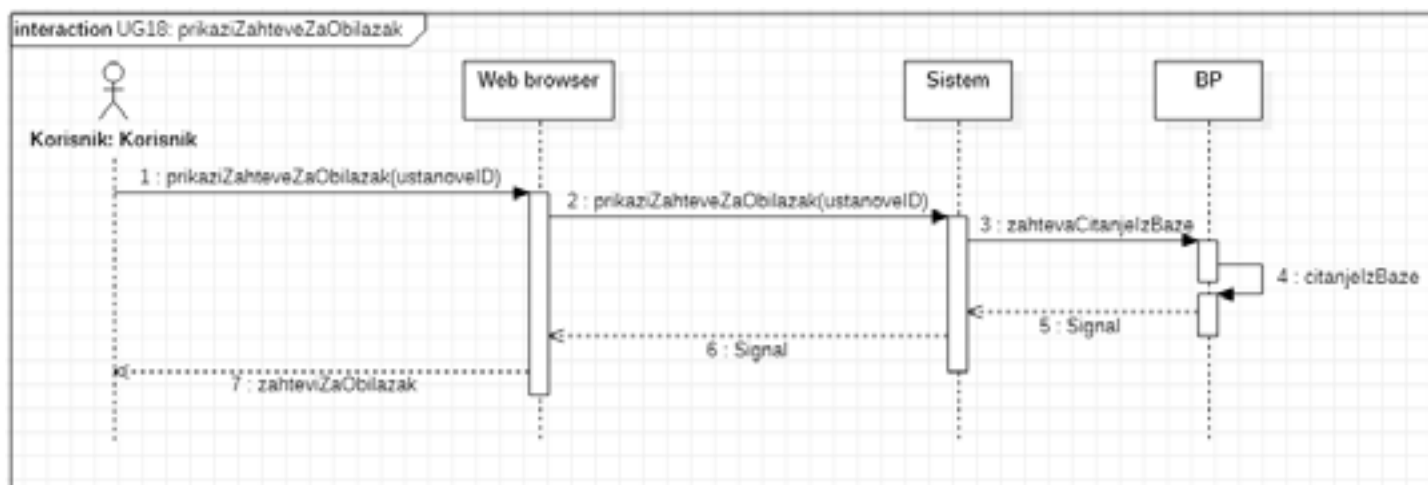 interaction UG18: prikaziZahteveZaObilazak
Web browser
Sistem
BP
Korisnik: Korisnik
1 : prikaziZahteveZaObilazak(ustanoveID)
2 : prikaziZahteveZaObilazak(ustanoveID)
3 : zahtevaCitanjeIzBaze
4 : citanjeIzBaze
5 : Signal
6 : Signal
7 : zahteviZaObilazak